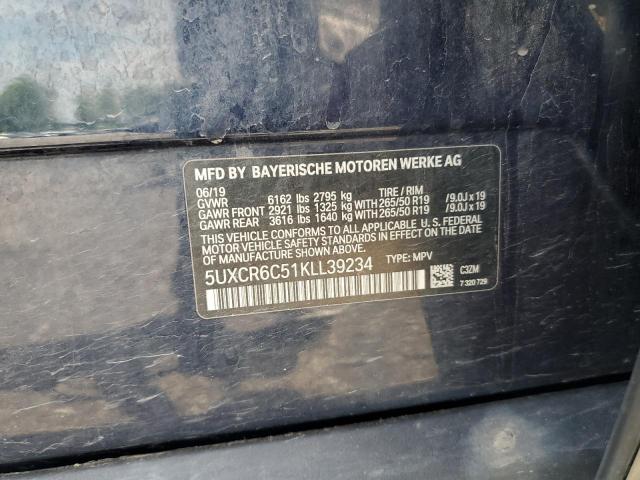 MFD BY BAYERISCHE MOTOREN WERKE AG
06/19 TIRE / RIM
GVWR 6162 lbs 2795 kg
GAWR FRONT 2921 lbs 1325 kg WITH 265/50 R19 /9.0J x 19
GAWR REAR 3616 lbs 1640 kg WITH 265/50 R19 /9.0J x 19
THIS VEHICLE CONFORMS TO ALL APPLICABLE U.S. FEDERAL
MOTOR VEHICLE SAFETY STANDARDS IN EFFECT ON THE DATE
OF MANUFACTURE SHOWN ABOVE.
5UXCR6C51KLL39234 TYPE: MPV
C3ZM
7 320 729